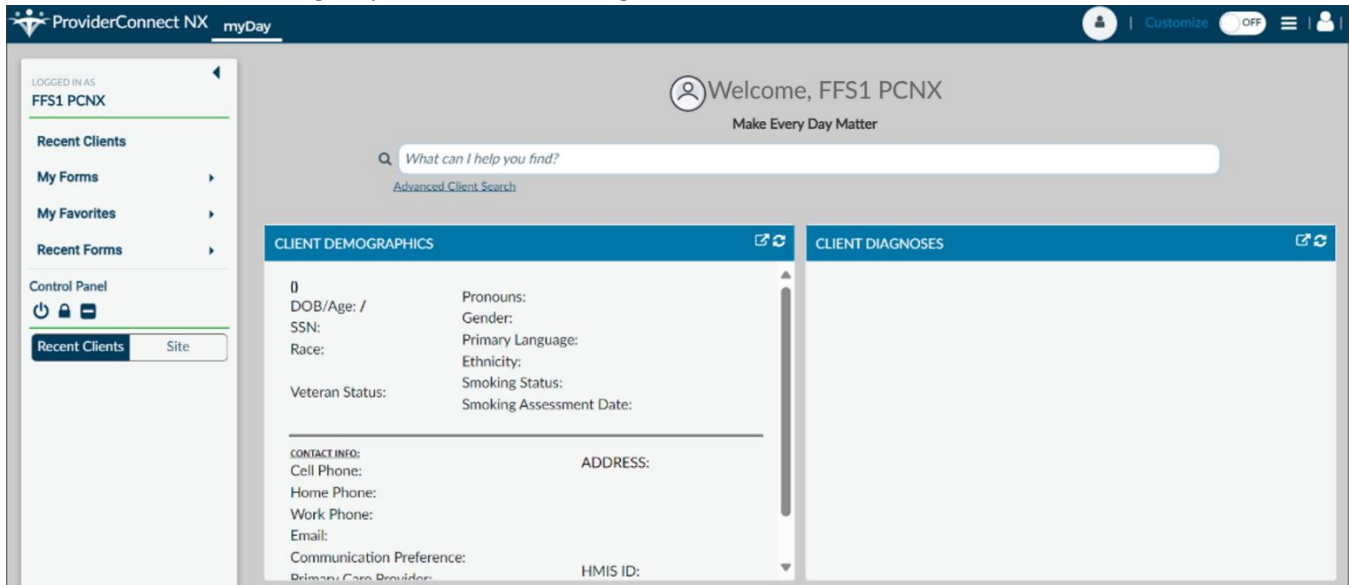 ProviderConnect NX myDay
Customize OFF
LOGGED IN AS
FFS1 PCNX
Recent Clients
My Forms
My Favorites
Recent Forms
Control Panel
Recent Clients Site
Welcome, FFS1 PCNX
Make Every Day Matter
What can I help you find?
Advanced Client Search
CLIENT DEMOGRAPHICS
()
DOB/Age: /
SSN:
Race:
Veteran Status:
Pronouns:
Gender:
Primary Language:
Ethnicity:
Smoking Status:
Smoking Assessment Date:
CONTACT INFO:
Cell Phone:
Home Phone:
Work Phone:
Email:
Communication Preference:
Primary Care Provider:
ADDRESS:
HMIS ID:
CLIENT DIAGNOSES